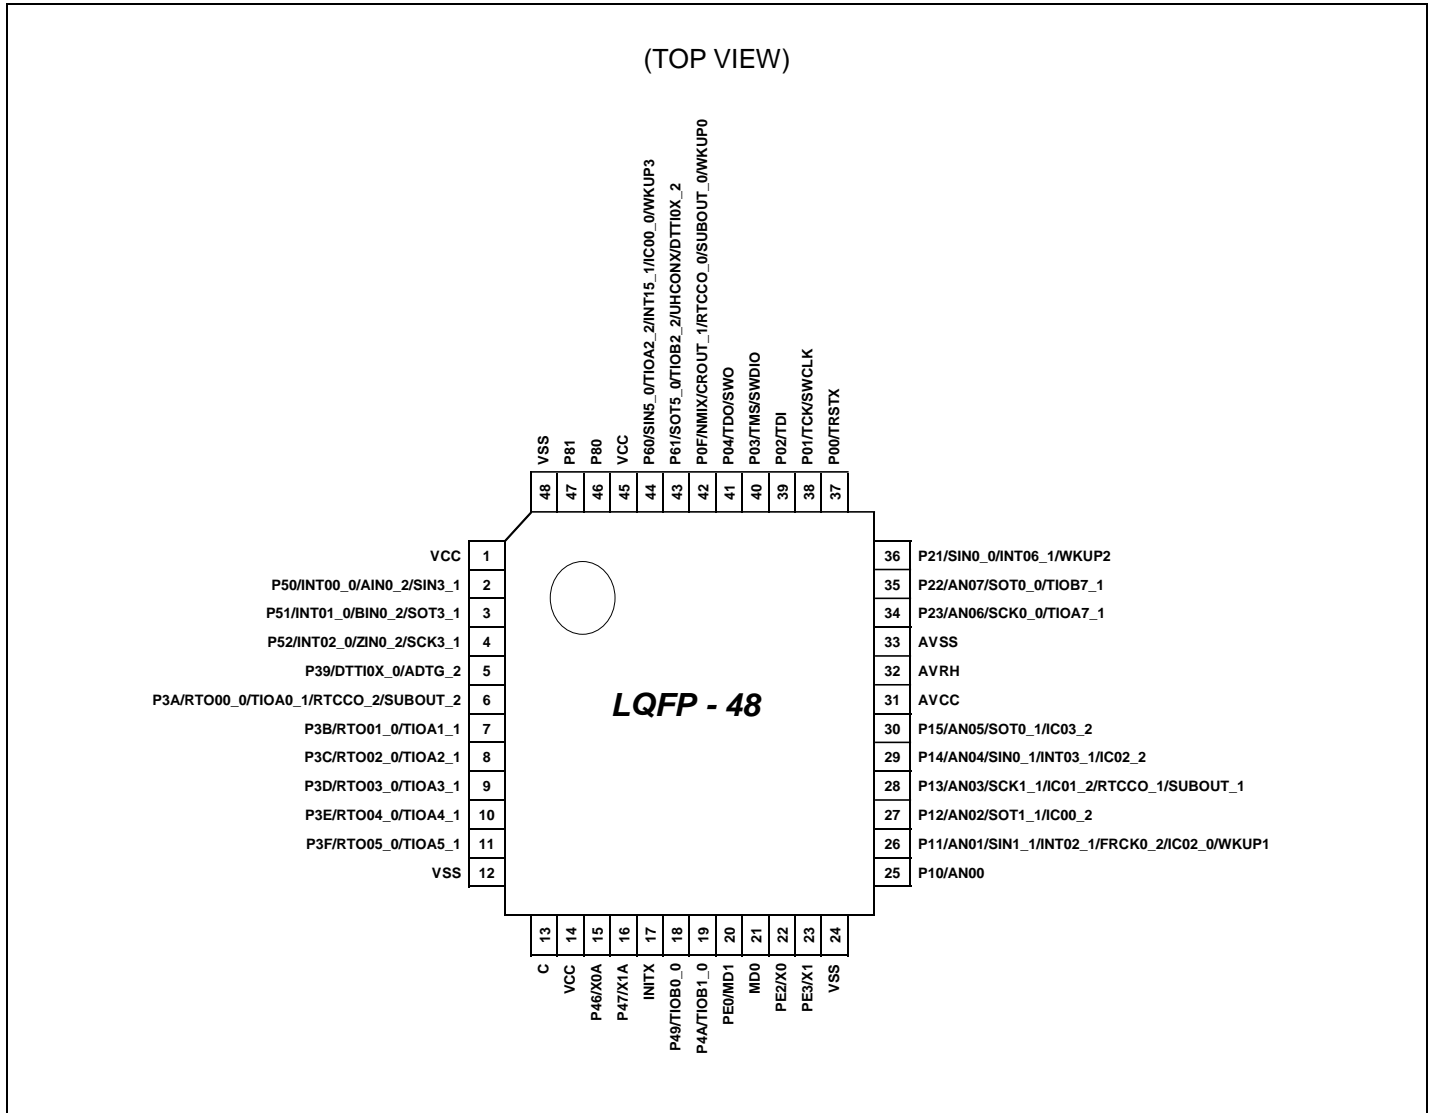 (TOP VIEW)
VSS
P81
P80
VCC
P60/SIN5_0/TIOA2_2/INT15_1/IC00_0/WKUP3
P61/SOT5_0/TIOB2_2/UHCONX/DTTI0X_2
P0F/NMIX/CROUT_1/RTCCO_0/SUBOUT_0/WKUP0
P04/TDO/SWO
P03/TMS/SWDIO
P02/TDI
P01/TCK/SWCLK
P00/TRSTX
48
47
46
45
44
43
42
41
40
39
38
37
VCC 1
P50/INT00_0/AIN0_2/SIN3_1 2
P51/INT01_0/BIN0_2/SOT3_1 3
P52/INT02_0/ZIN0_2/SCK3_1 4
P39/DTTI0X_0/ADTG_2 5
P3A/RTO00_0/TIOA0_1/RTCCO_2/SUBOUT_2 6
P3B/RTO01_0/TIOA1_1 7
P3C/RTO02_0/TIOA2_1 8
P3D/RTO03_0/TIOA3_1 9
P3E/RTO04_0/TIOA4_1 10
P3F/RTO05_0/TIOA5_1 11
VSS 12
LQFP - 48
36 P21/SIN0_0/INT06_1/WKUP2
35 P22/AN07/SOT0_0/TIOB7_1
34 P23/AN06/SCK0_0/TIOA7_1
33 AVSS
32 AVRH
31 AVCC
30 P15/AN05/SOT0_1/IC03_2
29 P14/AN04/SIN0_1/INT03_1/IC02_2
28 P13/AN03/SCK1_1/IC01_2/RTCCO_1/SUBOUT_1
27 P12/AN02/SOT1_1/IC00_2
26 P11/AN01/SIN1_1/INT02_1/FRCK0_2/IC02_0/WKUP1
25 P10/AN00
13
14
15
16
17
18
19
20
21
22
23
24
C
VCC
P46/X0A
P47/X1A
INITX
P49/TIOB0_0
P4A/TIOB1_0
PE0/MD1
MD0
PE2/X0
PE3/X1
VSS